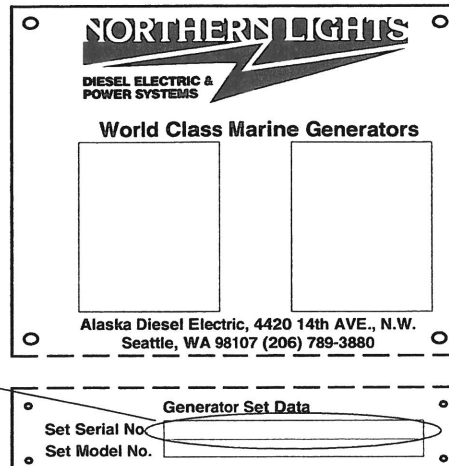 NORTHERN LIGHTS
DIESEL ELECTRIC &
POWER SYSTEMS
World Class Marine Generators
Alaska Diesel Electric, 4420 14th AVE., N.W.
Seattle, WA 98107 (206) 789-3880
Generator Set Data
Set Serial No.
Set Model No.